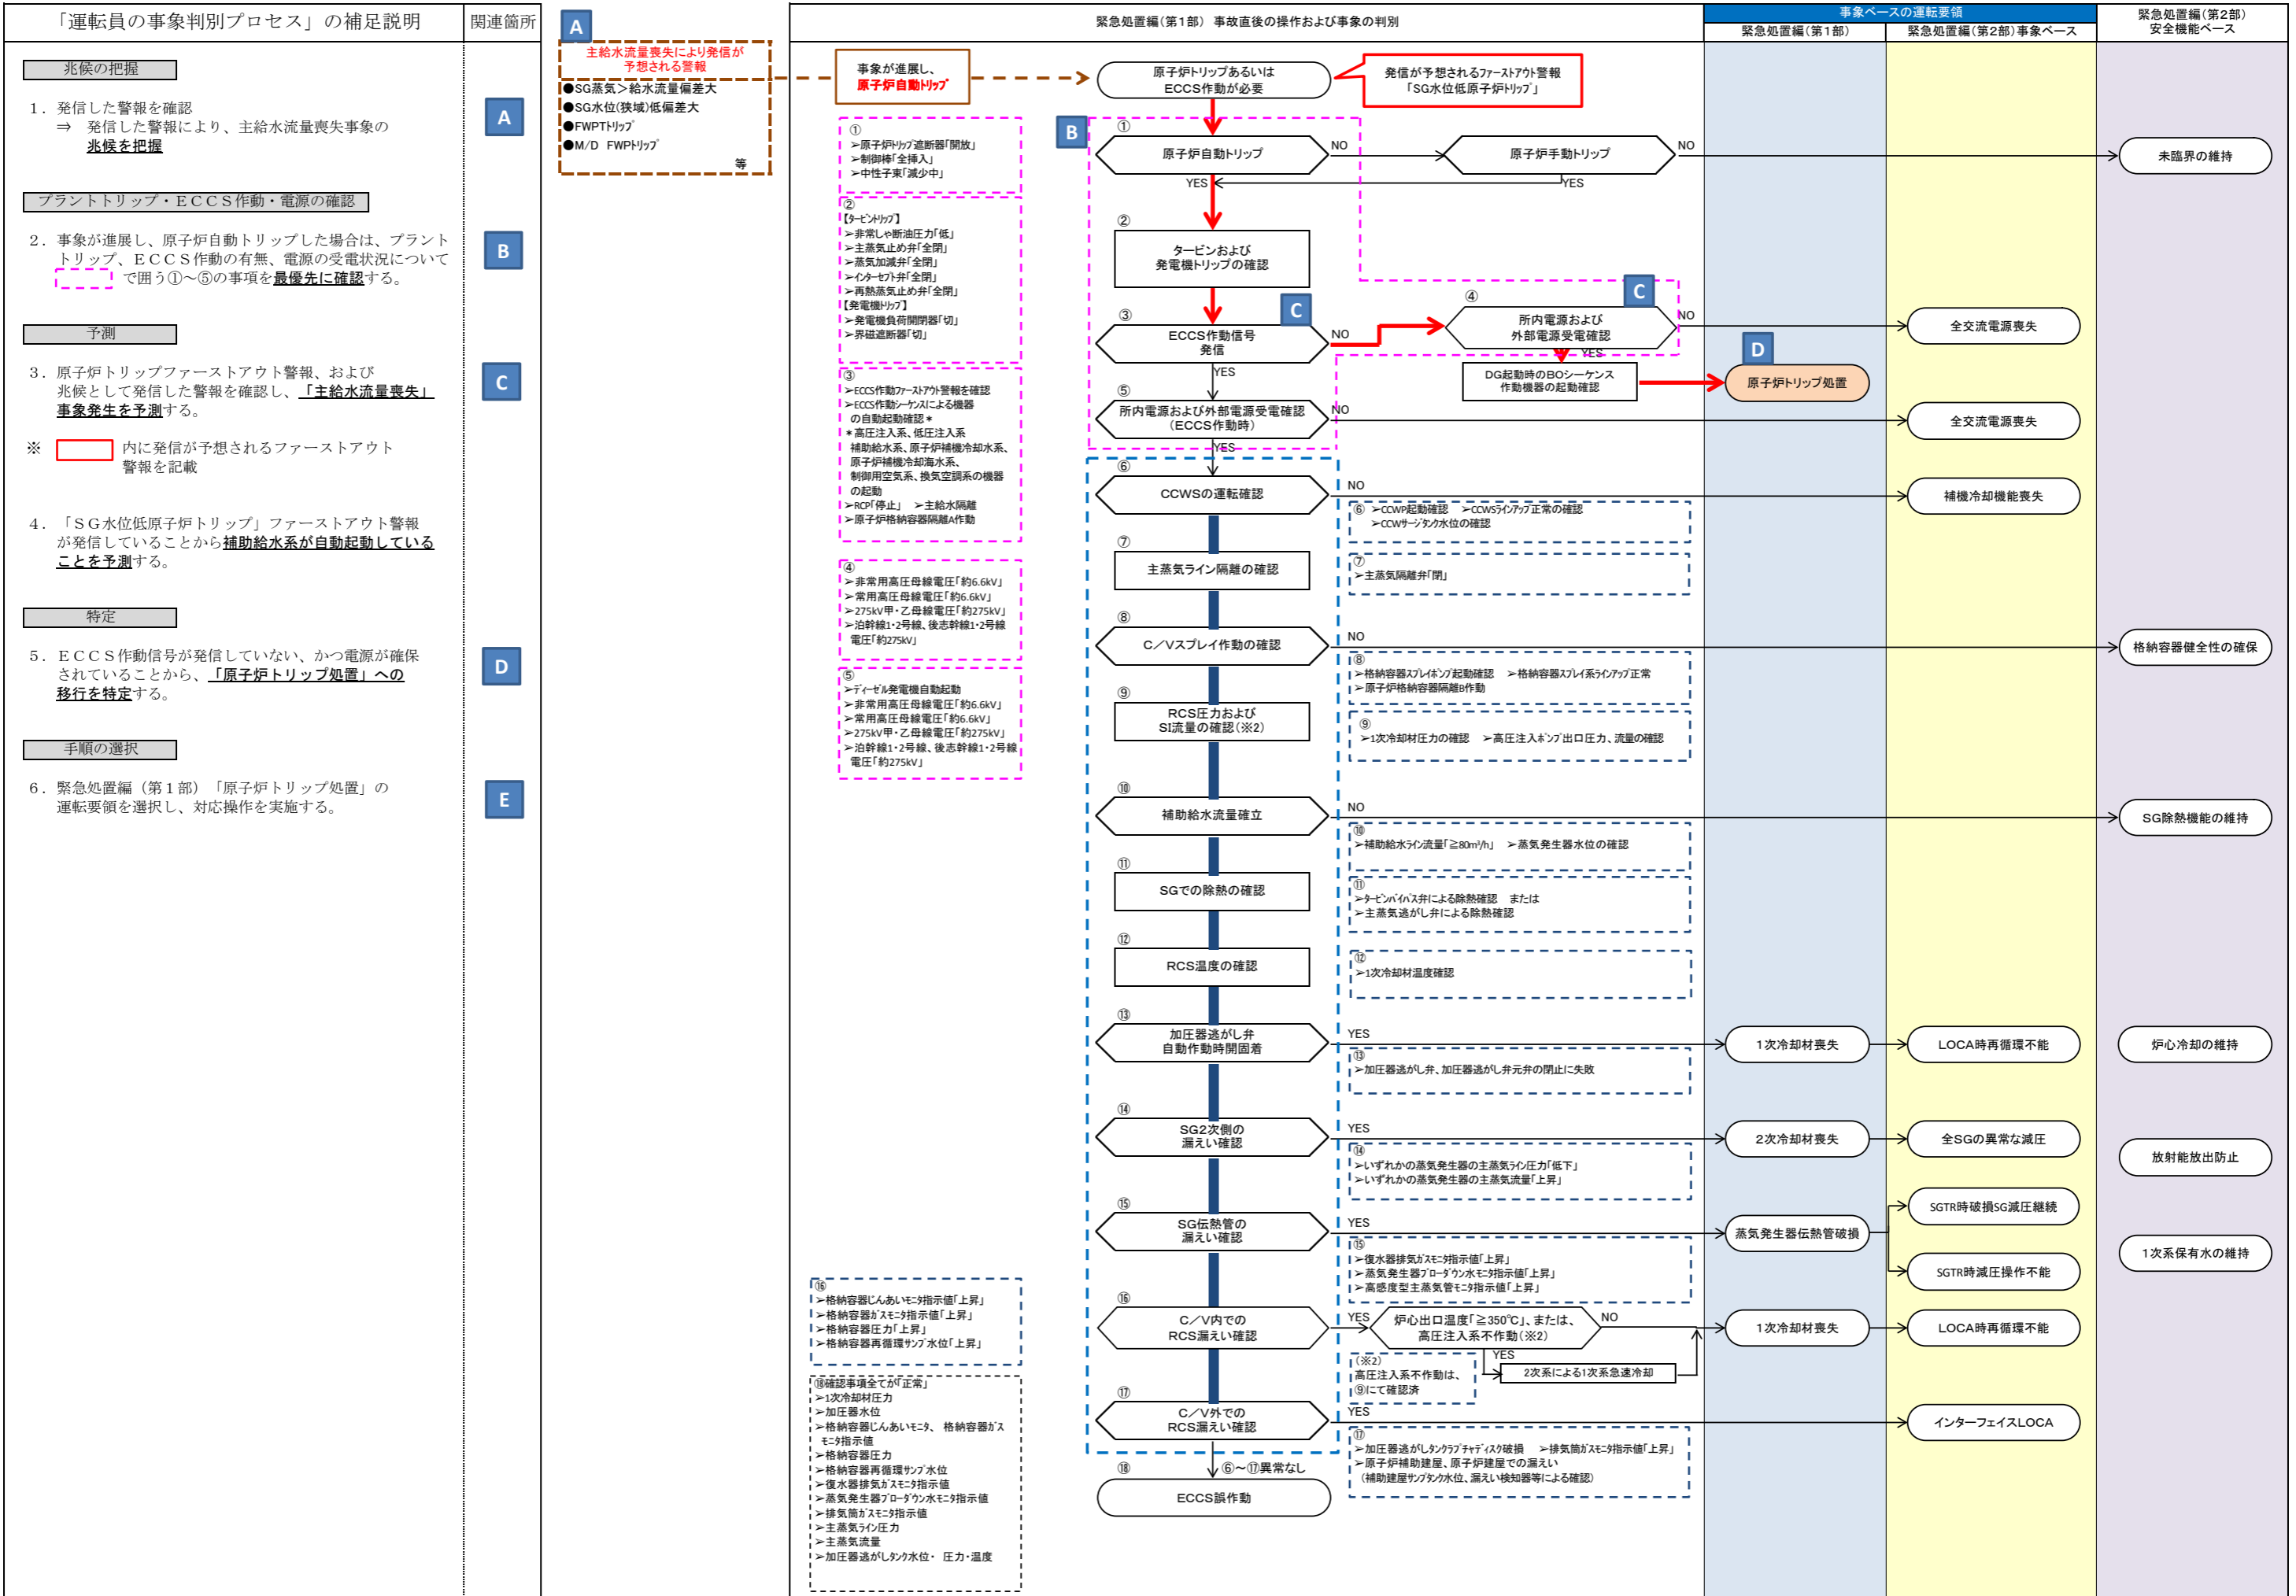 「運転員の事象判別プロセス」の補足説明
関連箇所
兆候の把握
1．発信した警報を確認
⇒　発信した警報により、主給水流量喪失事象の
兆候を把握
A
プラントトリップ・ＥＣＣＳ作動・電源の確認
2．事象が進展し、原子炉自動トリップした場合は、プラント
トリップ、ＥＣＣＳ作動の有無、電源の受電状況について
で囲う①～⑤の事項を最優先に確認する。
B
予測
3．原子炉トリップファーストアウト警報、および
兆候として発信した警報を確認し、「主給水流量喪失」
事象発生を予測する。
C
※　内に発信が予想されるファーストアウト
警報を記載
4．「ＳＧ水位低原子炉トリップ」ファーストアウト警報
が発信していることから補助給水系が自動起動している
ことを予測する。
特定
5．ＥＣＣＳ作動信号が発信していない、かつ電源が確保
されていることから、「原子炉トリップ処置」への
移行を特定する。
D
手順の選択
6．緊急処置編（第１部）「原子炉トリップ処置」の
運転要領を選択し、対応操作を実施する。
E
A
主給水流量喪失により発信が
予想される警報
●SG蒸気＞給水流量偏差大
●SG水位(狭域)低偏差大
●FWPTﾄﾘｯﾌﾟ
●M/D　FWPﾄﾘｯﾌﾟ
等
緊急処置編(第1部)　事故直後の操作および事象の判別
事象ベースの運転要領
緊急処置編(第1部)
緊急処置編(第2部)事象ベース
緊急処置編(第2部)
安全機能ベース
事象が進展し、
原子炉自動ﾄﾘｯﾌﾟ
原子炉トリップあるいは
ECCS作動が必要
発信が予想されるﾌｧｰｽﾄｱｳﾄ警報
「SG水位低原子炉ﾄﾘｯﾌﾟ」
①
➢原子炉ﾄﾘｯﾌﾟ遮断器｢開放｣
➢制御棒｢全挿入｣
➢中性子束｢減少中｣
②
【ﾀｰﾋﾞﾝﾄﾘｯﾌﾟ】
➢非常しゃ断油圧力｢低｣
➢主蒸気止め弁｢全閉｣
➢蒸気加減弁｢全閉｣
➢ｲﾝﾀｰｾﾌﾟﾄ弁｢全閉｣
➢再熱蒸気止め弁｢全閉｣
【発電機ﾄﾘｯﾌﾟ】
➢発電機負荷開閉器｢切｣
➢界磁遮断器｢切｣
③
➢ECCS作動ﾌｧｰｽﾄｱｳﾄ警報を確認
➢ECCS作動ｼｰｹﾝｽによる機器
の自動起動確認＊
＊高圧注入系、低圧注入系
補助給水系、原子炉補機冷却水系、
原子炉補機冷却海水系、
制御用空気系、換気空調系の機器
の起動
➢RCP｢停止｣　➢主給水隔離
➢原子炉格納容器隔離A作動
④
➢非常用高圧母線電圧｢約6.6kV｣
➢常用高圧母線電圧｢約6.6kV｣
➢275kV甲・乙母線電圧｢約275kV｣
➢泊幹線1・2号線、後志幹線1・2号線
電圧｢約275kV｣
⑤
➢ﾃﾞｨｰｾﾞﾙ発電機自動起動
➢非常用高圧母線電圧｢約6.6kV｣
➢常用高圧母線電圧｢約6.6kV｣
➢275kV甲・乙母線電圧｢約275kV｣
➢泊幹線1・2号線、後志幹線1・2号線
電圧｢約275kV｣
B
①
原子炉自動トリップ
NO
YES
原子炉手動トリップ
NO
YES
未臨界の維持
②
タービンおよび
発電機トリップの確認
③
ECCS作動信号
発信
C
NO
YES
④
C
所内電源および
外部電源受電確認
NO
YES
全交流電源喪失
DG起動時のBOシーケンス
作動機器の起動確認
D
原子炉トリップ処置
⑤
所内電源および外部電源受電確認
(ECCS作動時)
NO
YES
全交流電源喪失
⑥
CCWSの運転確認
NO
補機冷却機能喪失
⑥ ➢CCWP起動確認　➢CCWSﾗｲﾝｱｯﾌﾟ正常の確認
➢CCWｻｰｼﾞﾀﾝｸ水位の確認
⑦
主蒸気ライン隔離の確認
⑦
➢主蒸気隔離弁｢閉｣
⑧
C／Vスプレイ作動の確認
NO
格納容器健全性の確保
⑧
➢格納容器ｽﾌﾟﾚｲﾎﾟﾝﾌﾟ起動確認　➢格納容器ｽﾌﾟﾚｲ系ﾗｲﾝｱｯﾌﾟ正常
➢原子炉格納容器隔離B作動
⑨
RCS圧力および
SI流量の確認(※2)
⑨
➢1次冷却材圧力の確認　➢高圧注入ﾎﾟﾝﾌﾟ出口圧力、流量の確認
⑩
補助給水流量確立
NO
SG除熱機能の維持
⑩
➢補助給水ﾗｲﾝ流量｢≧80m³/h｣　➢蒸気発生器水位の確認
⑪
SGでの除熱の確認
⑪
➢ﾀｰﾋﾞﾝﾊﾞｲﾊﾟｽ弁による除熱確認　または
➢主蒸気逃がし弁による除熱確認
⑫
RCS温度の確認
⑫
➢1次冷却材温度確認
⑬
加圧器逃がし弁
自動作動時開固着
YES
1次冷却材喪失
LOCA時再循環不能
炉心冷却の維持
⑬
➢加圧器逃がし弁、加圧器逃がし弁元弁の閉止に失敗
⑭
SG2次側の
漏えい確認
YES
2次冷却材喪失
全SGの異常な減圧
放射能放出防止
⑭
➢いずれかの蒸気発生器の主蒸気ﾗｲﾝ圧力｢低下｣
➢いずれかの蒸気発生器の主蒸気流量｢上昇｣
⑮
SG伝熱管の
漏えい確認
YES
蒸気発生器伝熱管破損
SGTR時破損SG減圧継続
SGTR時減圧操作不能
1次系保有水の維持
⑮
➢復水器排気ｶﾞｽﾓﾆﾀ指示値｢上昇｣
➢蒸気発生器ﾌﾞﾛｰﾀﾞｳﾝ水ﾓﾆﾀ指示値｢上昇｣
➢高感度型主蒸気管ﾓﾆﾀ指示値｢上昇｣
⑯
➢格納容器じんあいﾓﾆﾀ指示値｢上昇｣
➢格納容器ｶﾞｽﾓﾆﾀ指示値｢上昇｣
➢格納容器圧力｢上昇｣
➢格納容器再循環ｻﾝﾌﾟ水位｢上昇｣
⑯
C／V内での
RCS漏えい確認
YES
炉心出口温度｢≧350℃｣、または、
高圧注入系不作動(※2)
NO
YES
2次系による1次系急速冷却
1次冷却材喪失
LOCA時再循環不能
(※2)
高圧注入系不作動は、
⑨にて確認済
⑰
C／V外での
RCS漏えい確認
YES
インターフェイスLOCA
⑰
➢加圧器逃がしﾀﾝｸﾗﾌﾟﾁｬﾃﾞｨｽｸ破損　➢排気筒ｶﾞｽﾓﾆﾀ指示値｢上昇｣
➢原子炉補助建屋、原子炉建屋での漏えい
(補助建屋ｻﾝﾌﾟﾀﾝｸ水位、漏えい検知器等による確認)
⑱
⑥～⑰異常なし
ECCS誤作動
⑱確認事項全てが｢正常｣
➢1次冷却材圧力
➢加圧器水位
➢格納容器じんあいﾓﾆﾀ、 格納容器ｶﾞｽ
ﾓﾆﾀ指示値
➢格納容器圧力
➢格納容器再循環ｻﾝﾌﾟ水位
➢復水器排気ｶﾞｽﾓﾆﾀ指示値
➢蒸気発生器ﾌﾞﾛｰﾀﾞｳﾝ水ﾓﾆﾀ指示値
➢排気筒ｶﾞｽﾓﾆﾀ指示値
➢主蒸気ﾗｲﾝ圧力
➢主蒸気流量
➢加圧器逃がしﾀﾝｸ水位・ 圧力・温度